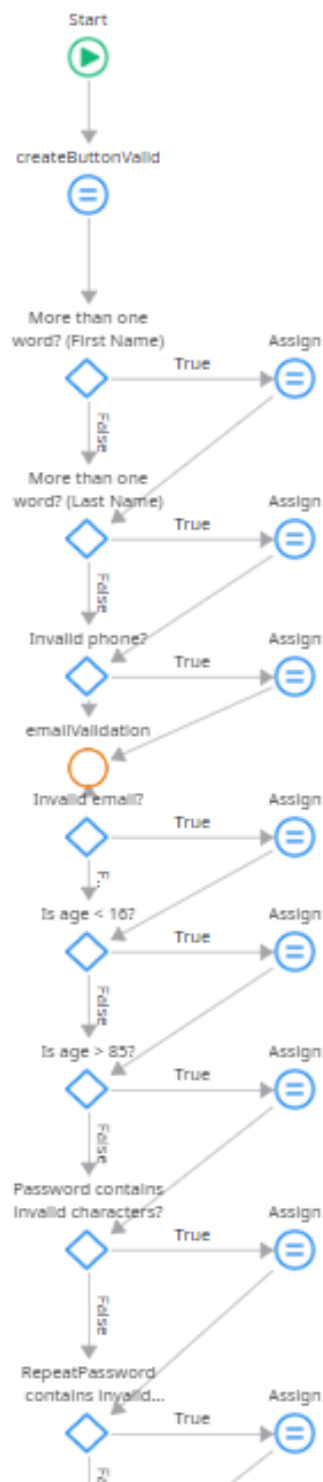 Start
createButtonValid
More than one
word? (First Name)
Assign
True
False
More than one
word? (Last Name)
Assign
True
False
Invalid phone?
Assign
True
emailValidation
Invalid email?
Assign
True
F..
Is age < 16?
Assign
True
False
Is age > 85?
Assign
True
False
Password contains
invalid characters?
Assign
True
False
RepeatPassword
contains invalid...
Assign
True